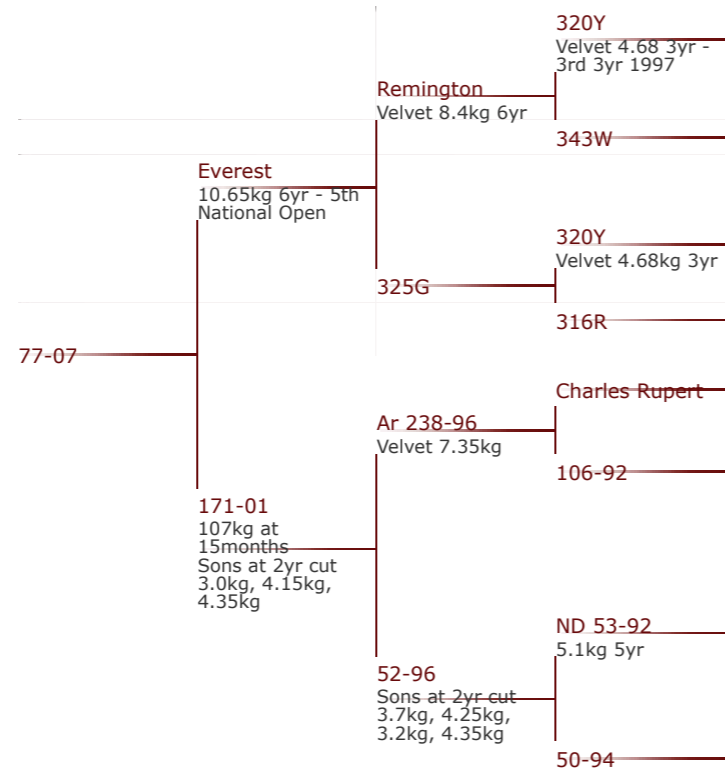 320Y
Velvet 4.68 3yr -
3rd 3yr 1997
Remington
Velvet 8.4kg 6yr
343W
Everest
10.65kg 6yr - 5th
National Open
320Y
Velvet 4.68kg 3yr
325G
316R
77-07
Charles Rupert
Ar 238-96
Velvet 7.35kg
106-92
171-01
107kg at
15months
Sons at 2yr cut
3.0kg, 4.15kg,
4.35kg
ND 53-92
5.1kg 5yr
52-96
Sons at 2yr cut
3.7kg, 4.25kg,
3.2kg, 4.35kg
50-94